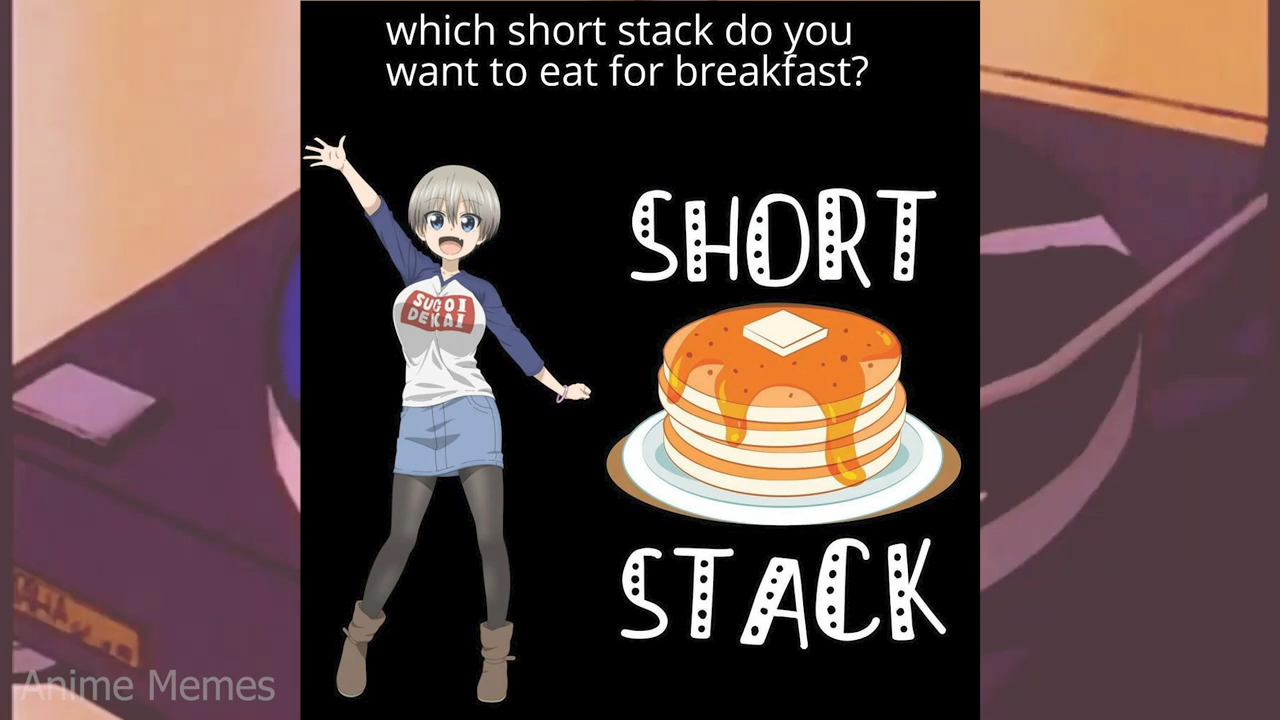 which short stack do you
want to eat for breakfast?
SUGOI
DEKAI
SHORT
STACK
Anime Memes